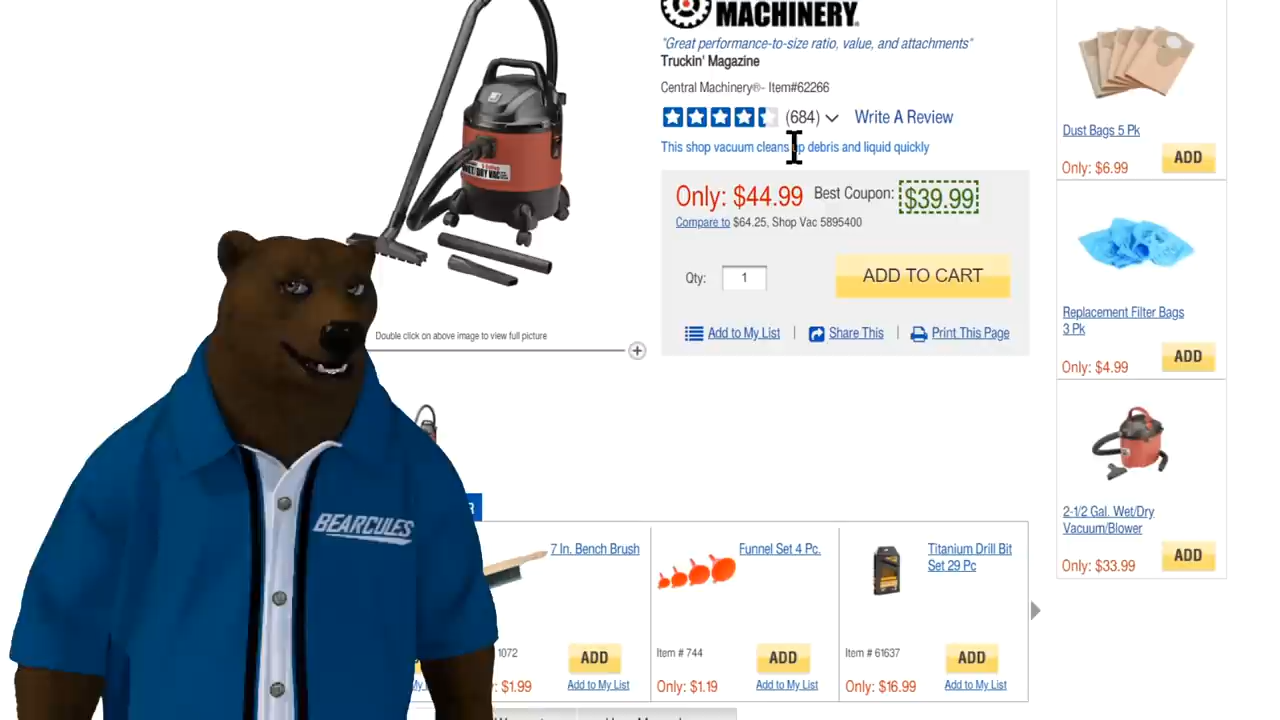 MACHINERY®
"Great performance-to-size ratio, value, and attachments"
Truckin' Magazine
Central Machinery®- Item#62266
(684) Write A Review
This shop vacuum cleans up debris and liquid quickly
Only: $44.99 Best Coupon: $39.99
Compare to $64.25, Shop Vac 5895400
Qty: 1 ADD TO CART
Add to My List | Share This | Print This Page
Double click on above image to view full picture
WET/DRY VAC
Dust Bags 5 Pk
Only: $6.99 ADD
Replacement Filter Bags
3 Pk
Only: $4.99 ADD
2-1/2 Gal. Wet/Dry
Vacuum/Blower
Only: $33.99 ADD
BEARCULES
R
7 In. Bench Brush
1072 ADD
$1.99 Add to My List
Funnel Set 4 Pc.
Item # 744 ADD
Only: $1.19 Add to My List
Titanium Drill Bit
Set 29 Pc
Item # 61637 ADD
Only: $16.99 Add to My List